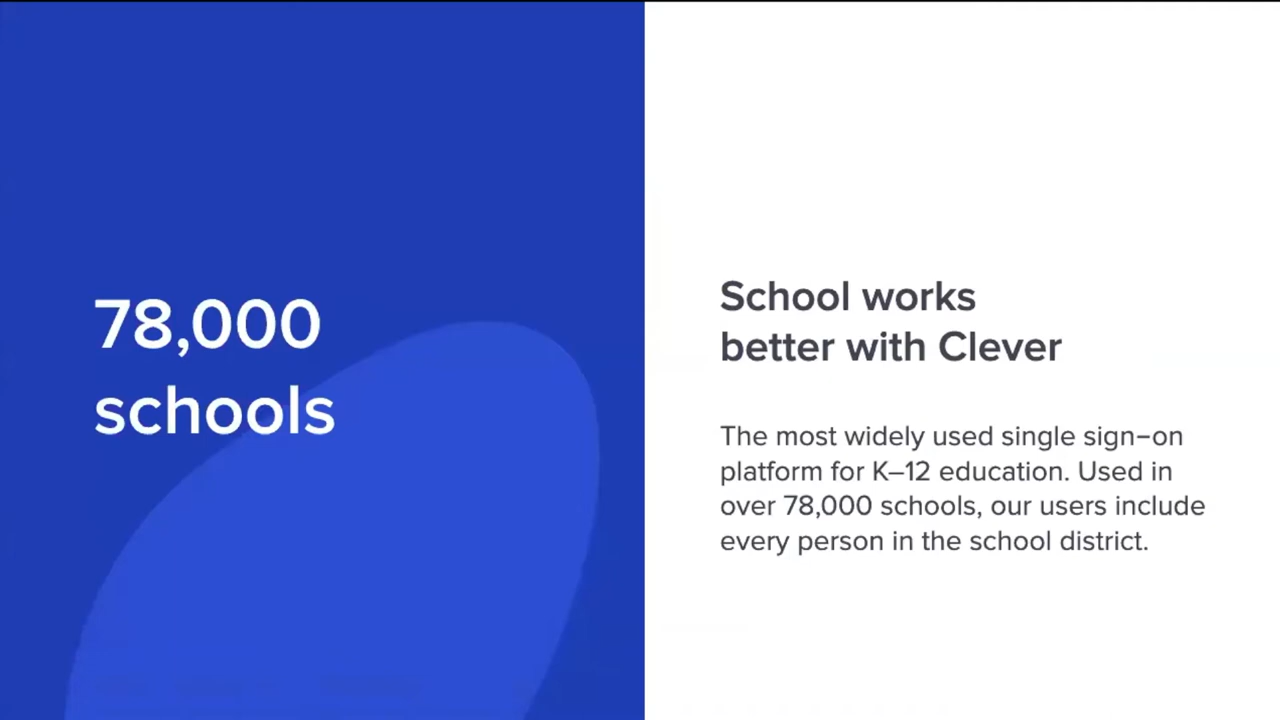 78,000
schools
School works
better with Clever
The most widely used single sign–on
platform for K–12 education. Used in
over 78,000 schools, our users include
every person in the school district.